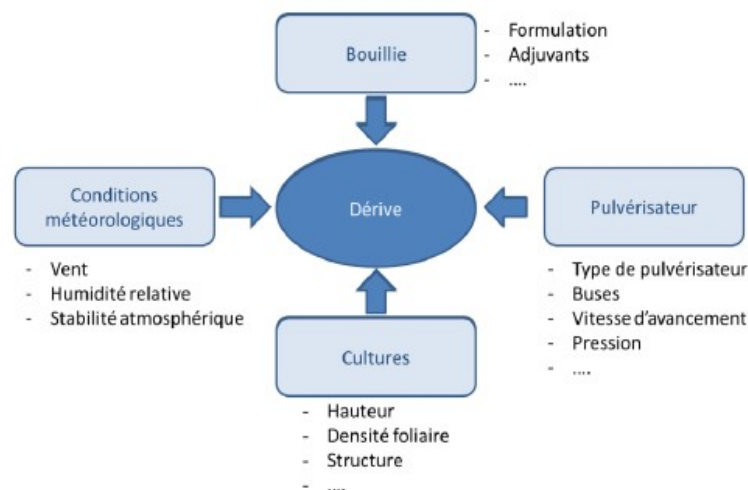 Bouillie
- Formulation
- Adjuvants
- ....
Conditions
météorologiques
- Vent
- Humidité relative
- Stabilité atmosphérique
Dérive
Pulvérisateur
- Type de pulvérisateur
- Buses
- Vitesse d'avancement
- Pression
- ....
Cultures
- Hauteur
- Densité foliaire
- Structure
- ....